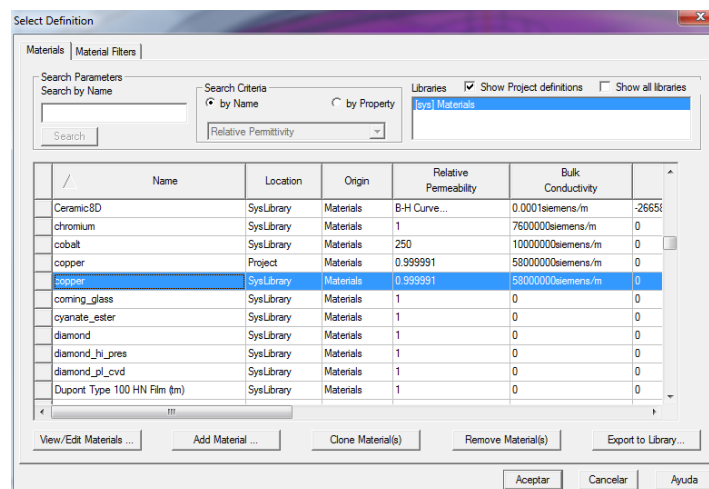 Select Definition
x
Materials Material Filters
Search Parameters
Search by Name
Search
Search Criteria
by Name by Property
Relative Permittivity
Libraries Show Project definitions Show all libraries
[sys] Materials
Name Location Origin Relative Permeability Bulk Conductivity
Ceramic8D SysLibrary Materials B-H Curve... 0.0001siemens/m -26658
chromium SysLibrary Materials 1 7600000siemens/m 0
cobalt SysLibrary Materials 250 10000000siemens/m 0
copper Project Materials 0.999991 58000000siemens/m 0
copper SysLibrary Materials 0.999991 58000000siemens/m 0
corning_glass SysLibrary Materials 1 0 0
cyanate_ester SysLibrary Materials 1 0 0
diamond SysLibrary Materials 1 0 0
diamond_hi_pres SysLibrary Materials 1 0 0
diamond_pl_cvd SysLibrary Materials 1 0 0
Dupont Type 100 HN Film (tm) SysLibrary Materials 1 0 0
View/Edit Materials ... Add Material ... Clone Material(s) Remove Material(s) Export to Library...
Aceptar Cancelar Ayuda